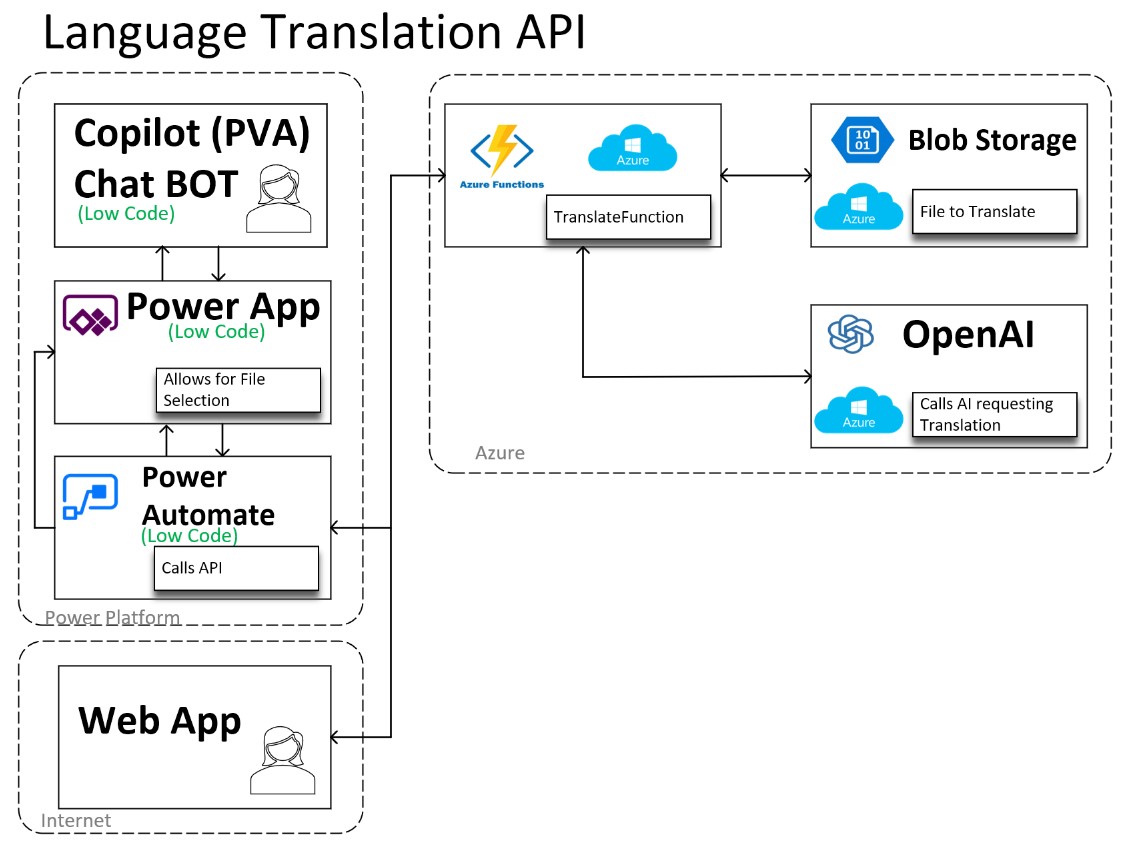 Language Translation API
Copilot (PVA)
Chat BOT
(Low Code)
Power App
(Low Code)
Allows for File
Selection
Power
Automate
(Low Code)
Calls API
Power Platform
Web App
Internet
Azure Functions
Azure
TranslateFunction
10
01
Blob Storage
Azure
File to Translate
OpenAI
Azure
Calls AI requesting
Translation
Azure